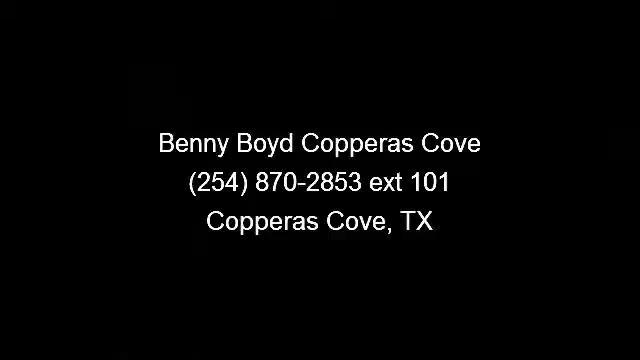 Benny Boyd Copperas Cove
(254) 870-2853 ext 101
Copperas Cove, TX